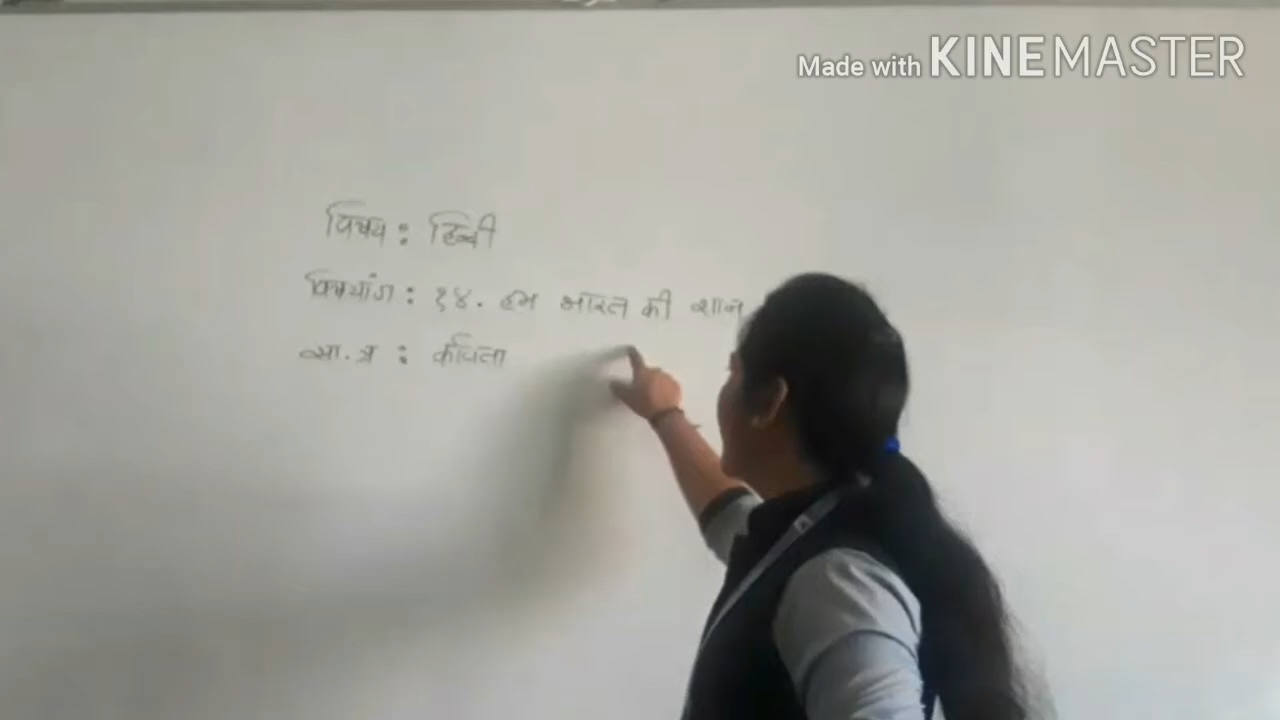 Made with KINEMASTER
विषय : हिन्दी
विषयांग : १४. हम भारत की शान
सा. त्र : कविता